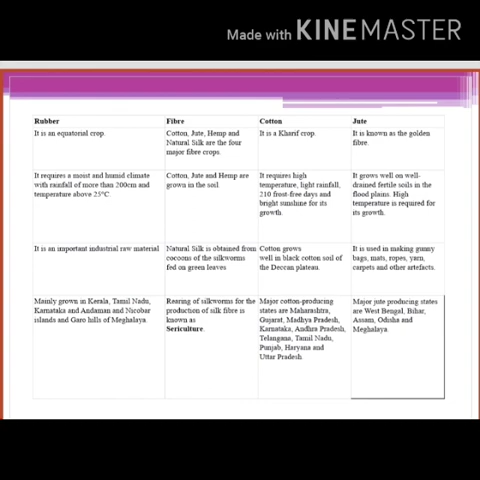 Made with KINEMASTER
Rubber Fibre Cotton Jute
It is an equatorial crop.
Cotton, Jute, Hemp and
Natural Silk are the four
major fibre crops.
It is a Kharif crop.
It is known as the golden
fibre.
It requires a moist and humid climate
with rainfall of more than 200cm and
temperature above 25°C.
Cotton, Jute and Hemp are
grown in the soil
It requires high
temperature, light rainfall,
210 frost-free days and
bright sunshine for its
growth.
It grows well on well-
drained fertile soils in the
flood plains. High
temperature is required for
its growth.
It is an important industrial raw material
Natural Silk is obtained from
cocoons of the silkworms
fed on green leaves
Cotton grows
well in black cotton soil of
the Deccan plateau.
It is used in making gunny
bags, mats, ropes, yarn,
carpets and other artefacts.
Mainly grown in Kerala, Tamil Nadu,
Karnataka and Andaman and Nicobar
islands and Garo hills of Meghalaya.
Rearing of silkworms for the
production of silk fibre is
known as
Sericulture.
Major cotton-producing
states are Maharashtra,
Gujarat, Madhya Pradesh,
Karnataka, Andhra Pradesh,
Telangana, Tamil Nadu,
Punjab, Haryana and
Uttar Pradesh.
Major jute producing states
are West Bengal, Bihar,
Assam, Odisha and
Meghalaya.